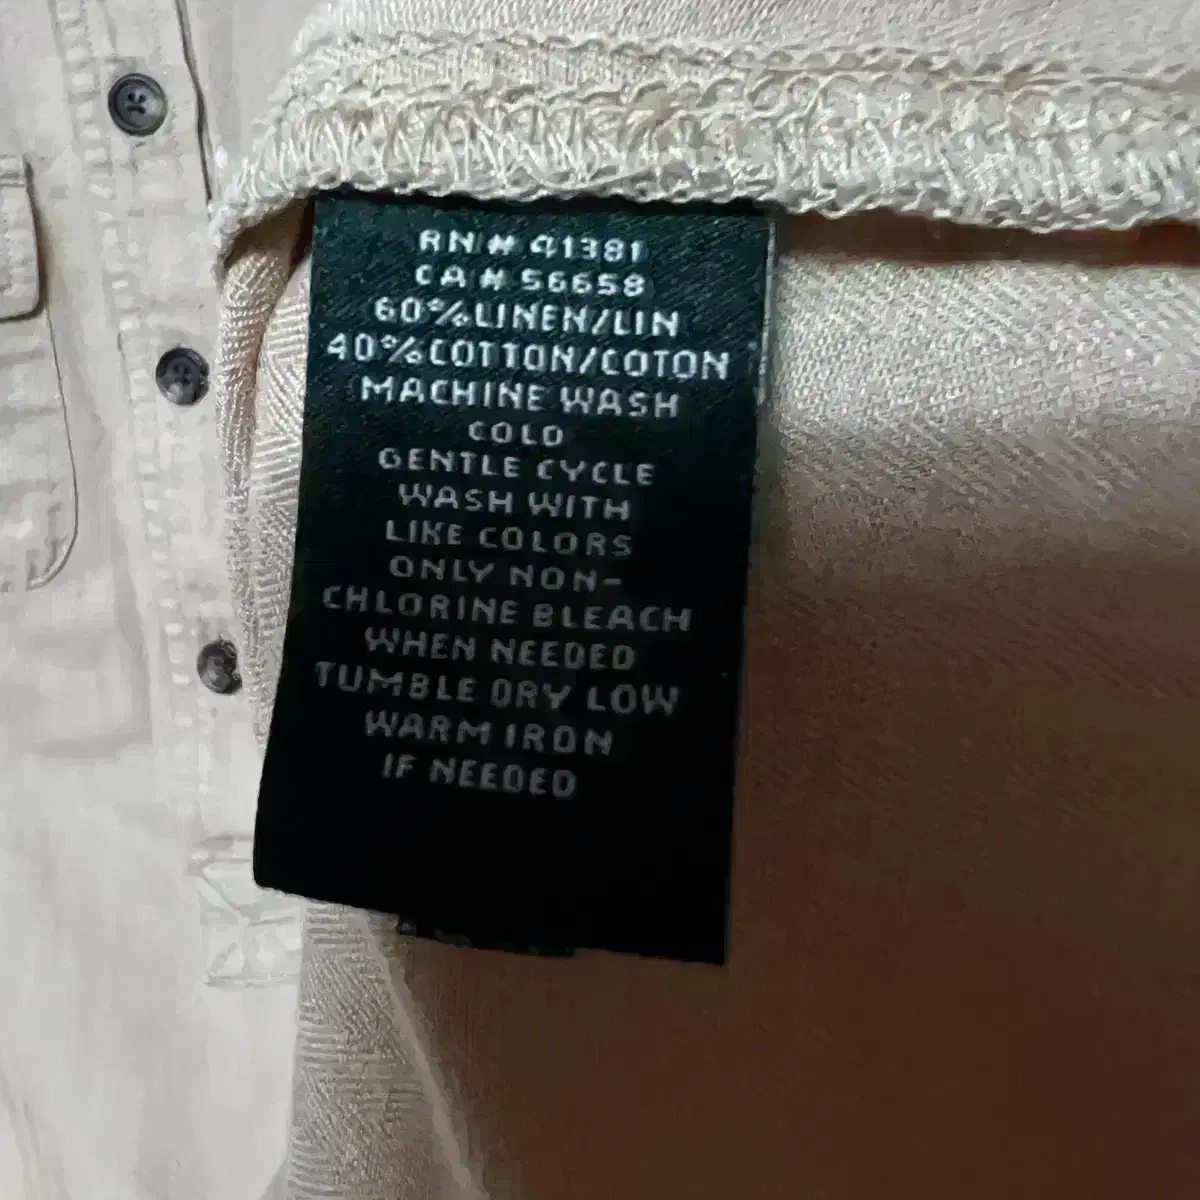 RN# 41381
CA# 56658
60%LINEN/LIN
40%COTTON/COTON
MACHINE WASH
COLD
GENTLE CYCLE
WASH WITH
LIKE COLORS
ONLY NON-
CHLORINE BLEACH
WHEN NEEDED
TUMBLE DRY LOW
WARM IRON
IF NEEDED